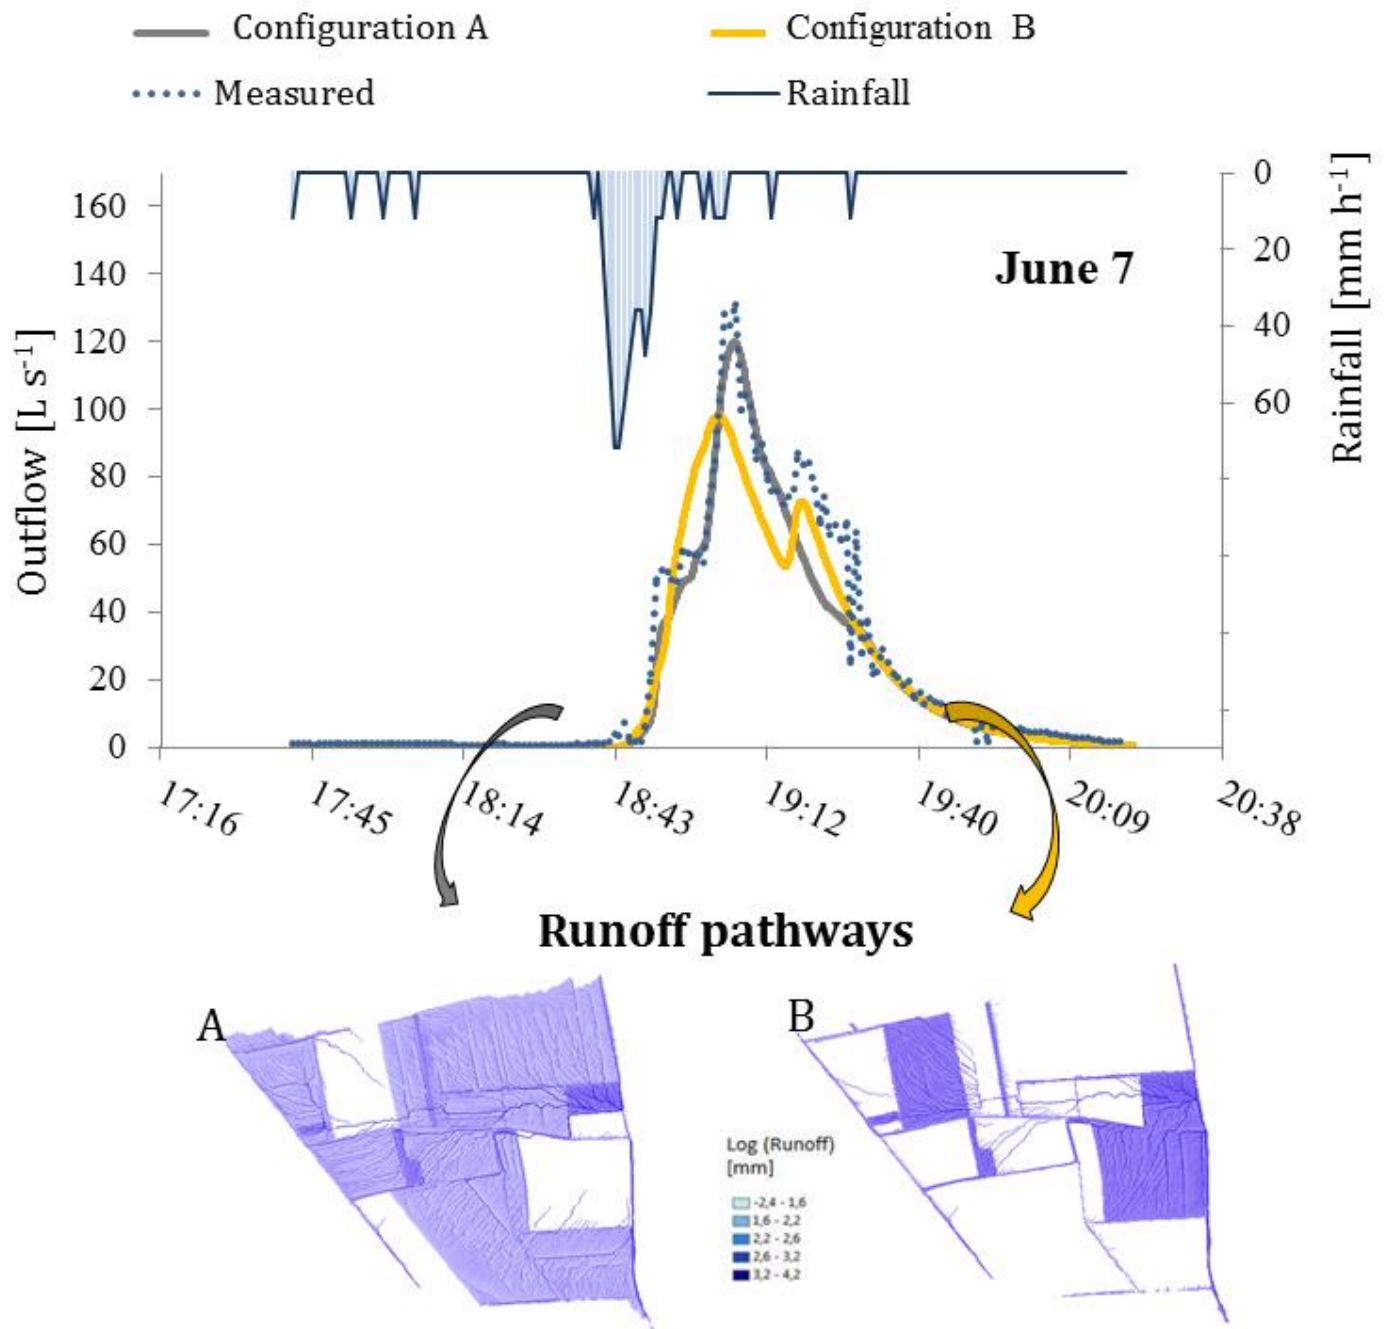 Configuration A
Configuration B
Measured
Rainfall
Outflow [L s-1]
160
140
120
100
80
60
40
20
0
0
20
40
60
Rainfall [mm h-1]
June 7
17:16
17:45
18:14
18:43
19:12
19:40
20:09
20:38
Runoff pathways
A
B
Log (Runoff)
[mm]
-2,4 - 1,6
1,6 - 2,2
2,2 - 2,6
2,6 - 3,2
3,2 - 4,2